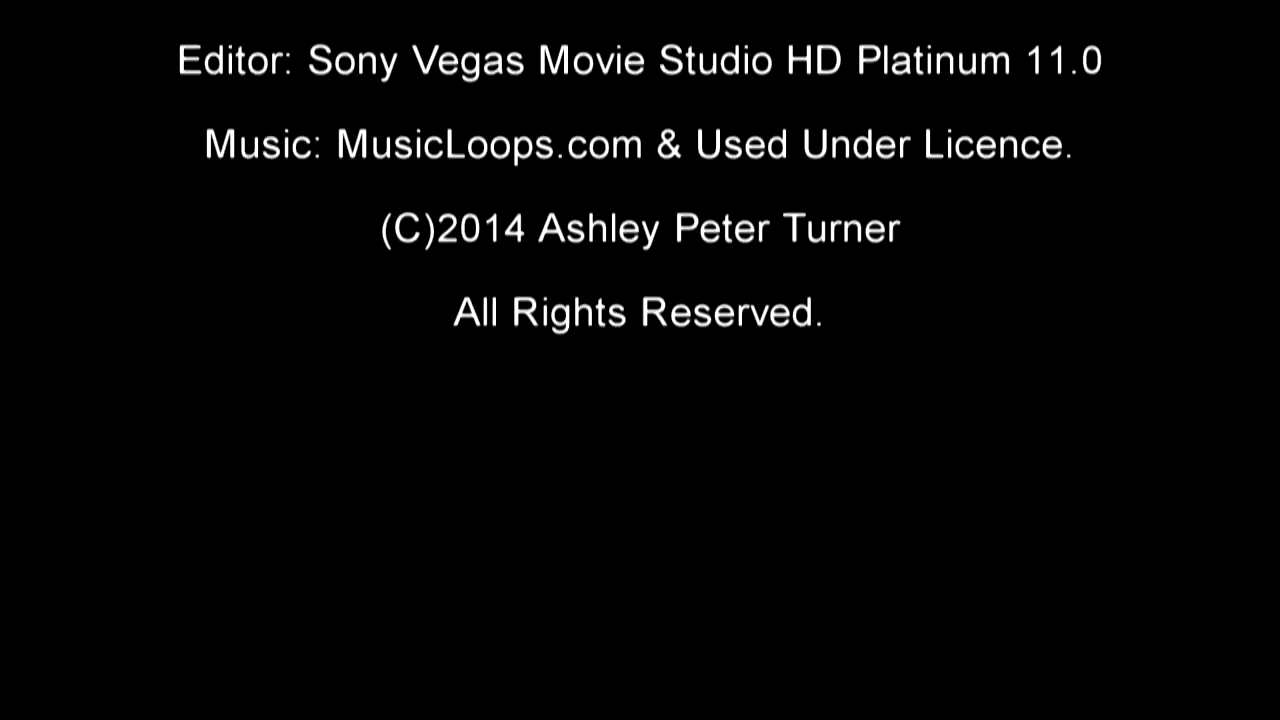 Editor: Sony Vegas Movie Studio HD Platinum 11.0
Music: MusicLoops.com & Used Under Licence.
(C)2014 Ashley Peter Turner
All Rights Reserved.